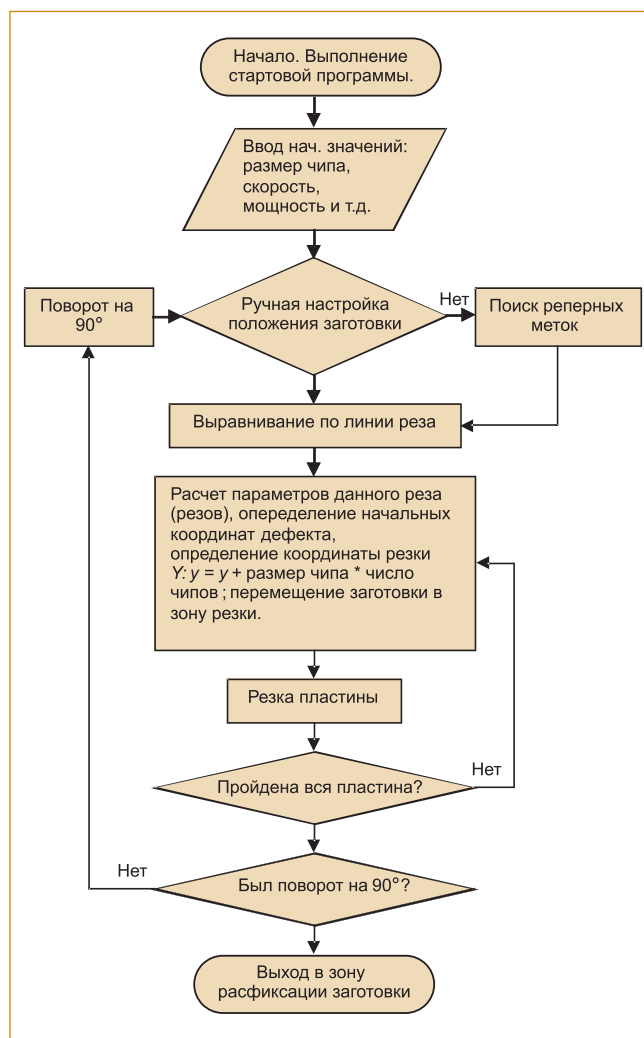 Начало. Выполнение
стартовой программы.
Ввод нач. значений:
размер чипа,
скорость,
мощность и т.д.
Поворот на
90°
Ручная настройка
положения заготовки
Нет
Поиск реперных
меток
Выравнивание по линии реза
Расчет параметров данного реза
(резов), опеределение начальных
координат дефекта,
определение координаты резки
Y: y = y + размер чипа * число
чипов ; перемещение заготовки в
зону резки.
Резка пластины
Пройдена вся пластина?
Нет
Нет
Был поворот на 90°?
Выход в зону
расфиксации заготовки